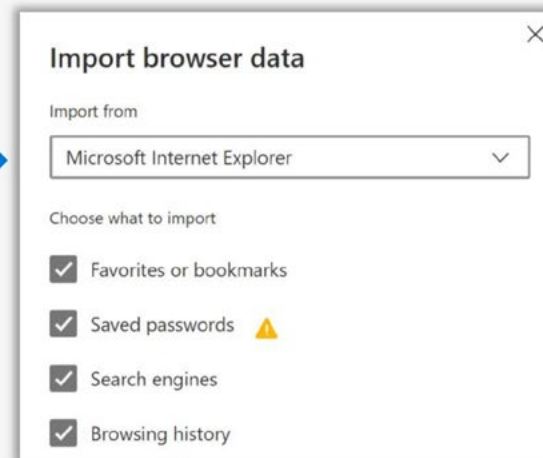 Import browser data
Import from
Microsoft Internet Explorer
Choose what to import
Favorites or bookmarks
Saved passwords
Search engines
Browsing history